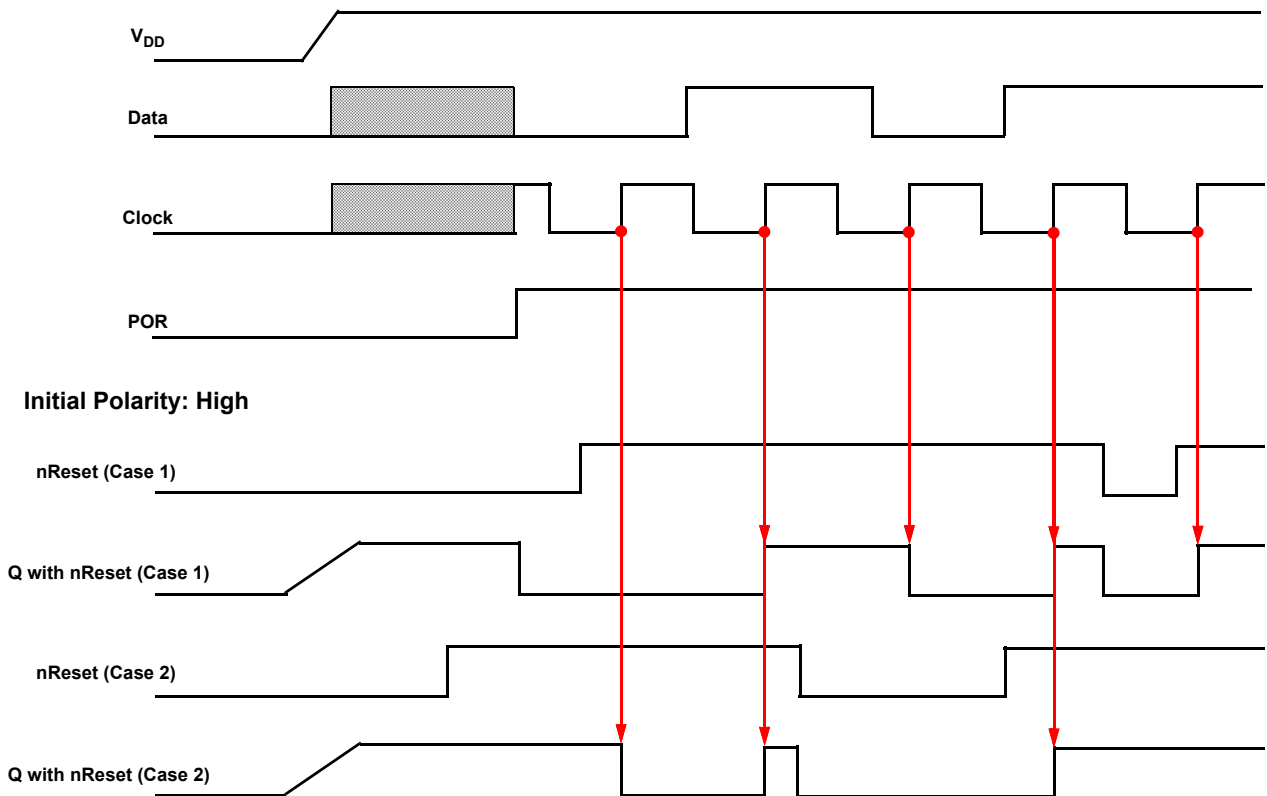 VDD
Data
Clock
POR
Initial Polarity: High
nReset (Case 1)
Q with nReset (Case 1)
nReset (Case 2)
Q with nReset (Case 2)